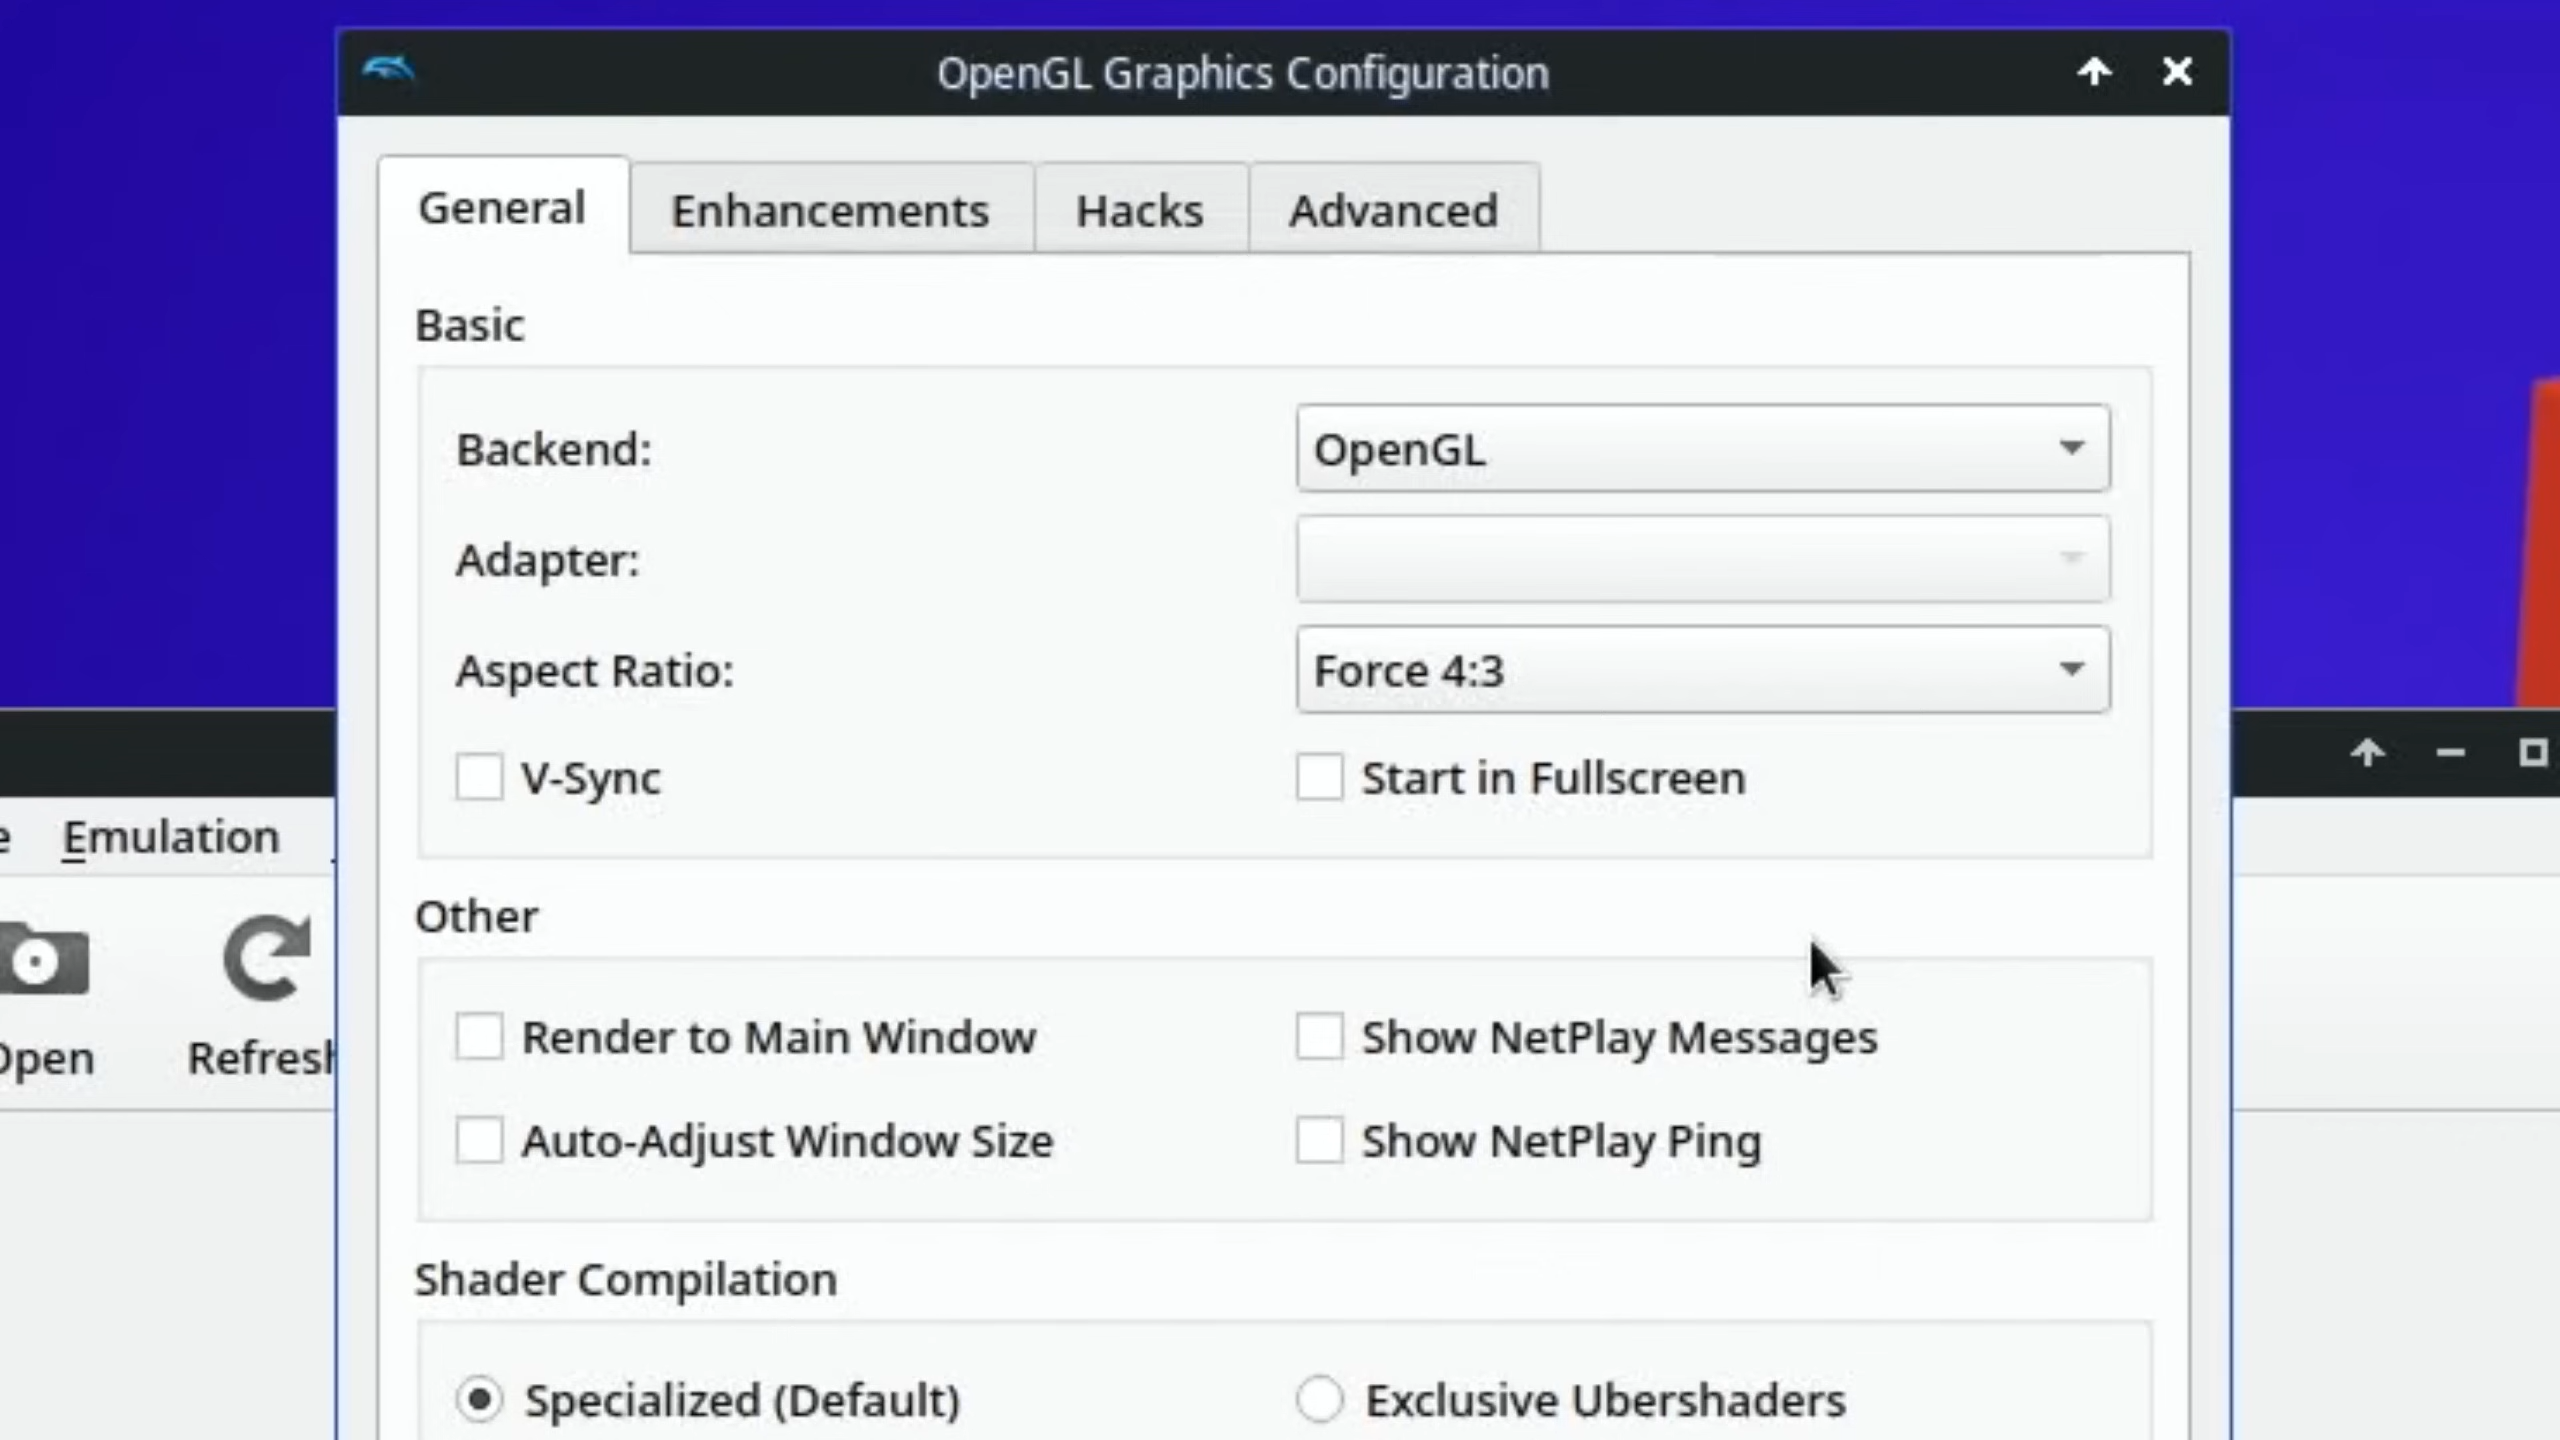 OpenGL Graphics Configuration
General Enhancements Hacks Advanced
Basic
Backend: OpenGL
Adapter:
Aspect Ratio: Force 4:3
V-Sync Start in Fullscreen
e Emulation
Other
Open Refresh
Render to Main Window Show NetPlay Messages
Auto-Adjust Window Size Show NetPlay Ping
Shader Compilation
Specialized (Default) Exclusive Ubershaders